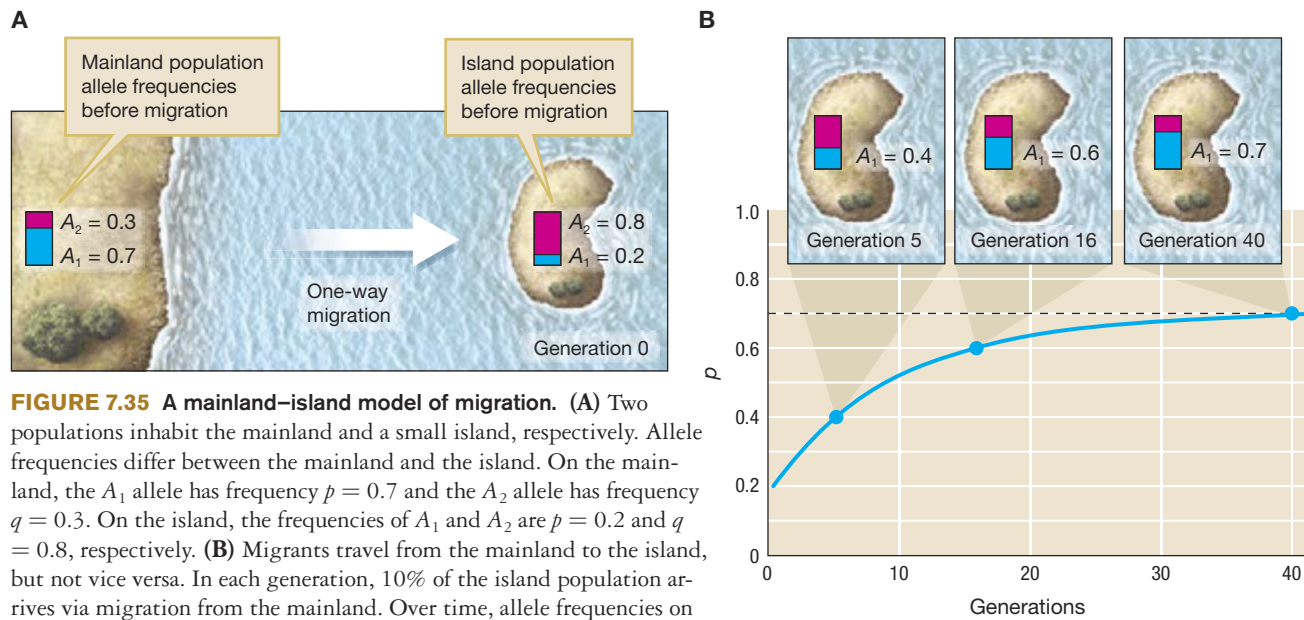 A
Mainland population
allele frequencies
before migration
Island population
allele frequencies
before migration
A₂ = 0.3
A₁ = 0.7
One-way
migration
A₂ = 0.8
A₁ = 0.2
Generation 0
FIGURE 7.35 A mainland–island model of migration. (A) Two
populations inhabit the mainland and a small island, respectively. Allele
frequencies differ between the mainland and the island. On the main-
land, the A₁ allele has frequency p = 0.7 and the A₂ allele has frequency
q = 0.3. On the island, the frequencies of A₁ and A₂ are p = 0.2 and q
= 0.8, respectively. (B) Migrants travel from the mainland to the island,
but not vice versa. In each generation, 10% of the island population ar-
rives via migration from the mainland. Over time, allele frequencies on
B
A₁ = 0.4
Generation 5
A₁ = 0.6
Generation 16
A₁ = 0.7
Generation 40
1.0
0.8
0.6
0.4
0.2
0
p
0 10 20 30 40
Generations